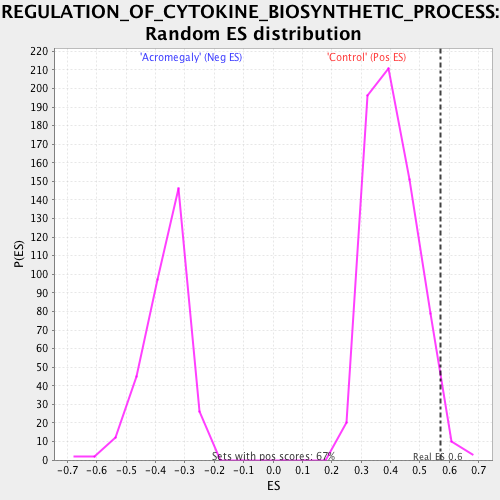 REGULATION_OF_CYTOKINE_BIOSYNTHETIC_PROCESS:
Random ES distribution
'Acromegaly' (Neg ES)
'Control' (Pos ES)
220
210
200
190
180
170
160
150
140
130
120
110
100
90
80
70
60
50
40
30
20
10
0
P(ES)
Sets with pos scores: 67%
Real ES 0.6
-0.7 -0.6 -0.5 -0.4 -0.3 -0.2 -0.1 0.0 0.1 0.2 0.3 0.4 0.5 0.6 0.7
ES